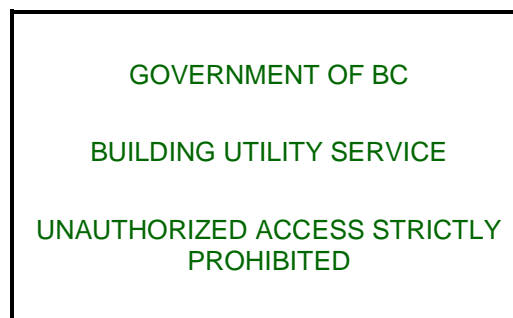 GOVERNMENT OF BC
BUILDING UTILITY SERVICE
UNAUTHORIZED ACCESS STRICTLY
PROHIBITED